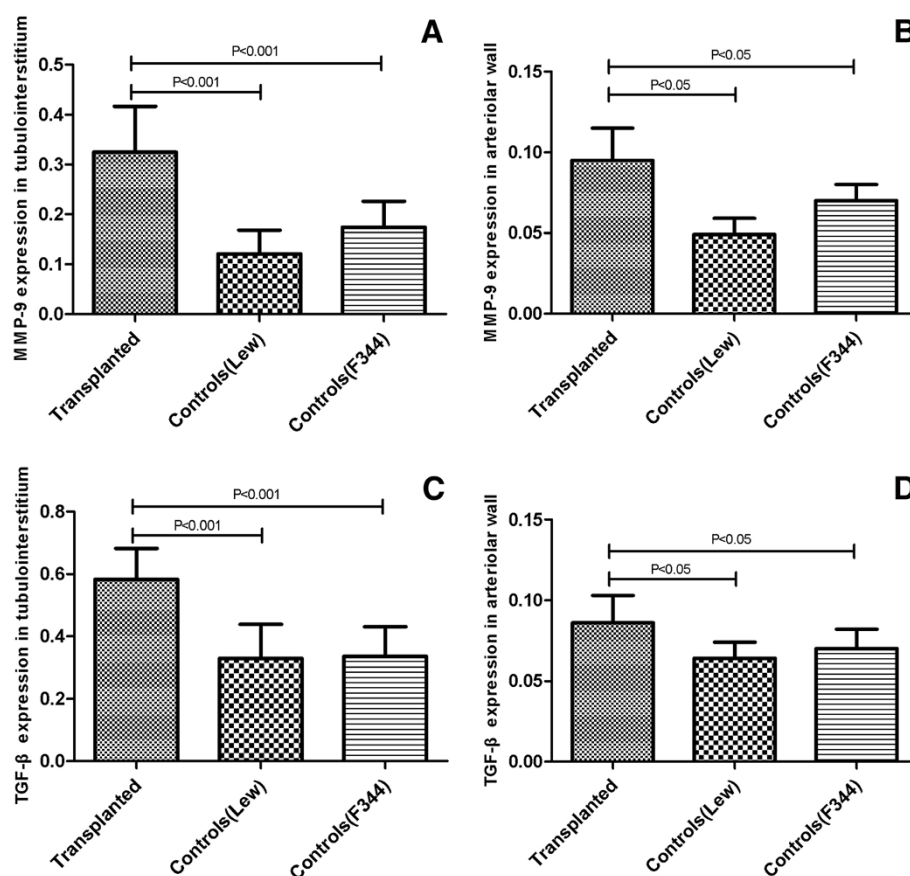 A
MMP-9 expression in tubulointerstitium
0.5
0.4
0.3
0.2
0.1
0.0
P<0.001
P<0.001
Transplanted
Controls(Lew)
Controls(F344)
B
MMP-9 expression in arteriolar wall
0.15
0.10
0.05
0.00
P<0.05
P<0.05
Transplanted
Controls(Lew)
Controls(F344)
C
TGF-β expression in tubulointerstitium
0.8
0.6
0.4
0.2
0.0
P<0.001
P<0.001
Transplanted
Controls(Lew)
Controls(F344)
D
TGF-β expression in arteriolar wall
0.15
0.10
0.05
0.00
P<0.05
P<0.05
Transplanted
Controls(Lew)
Controls(F344)